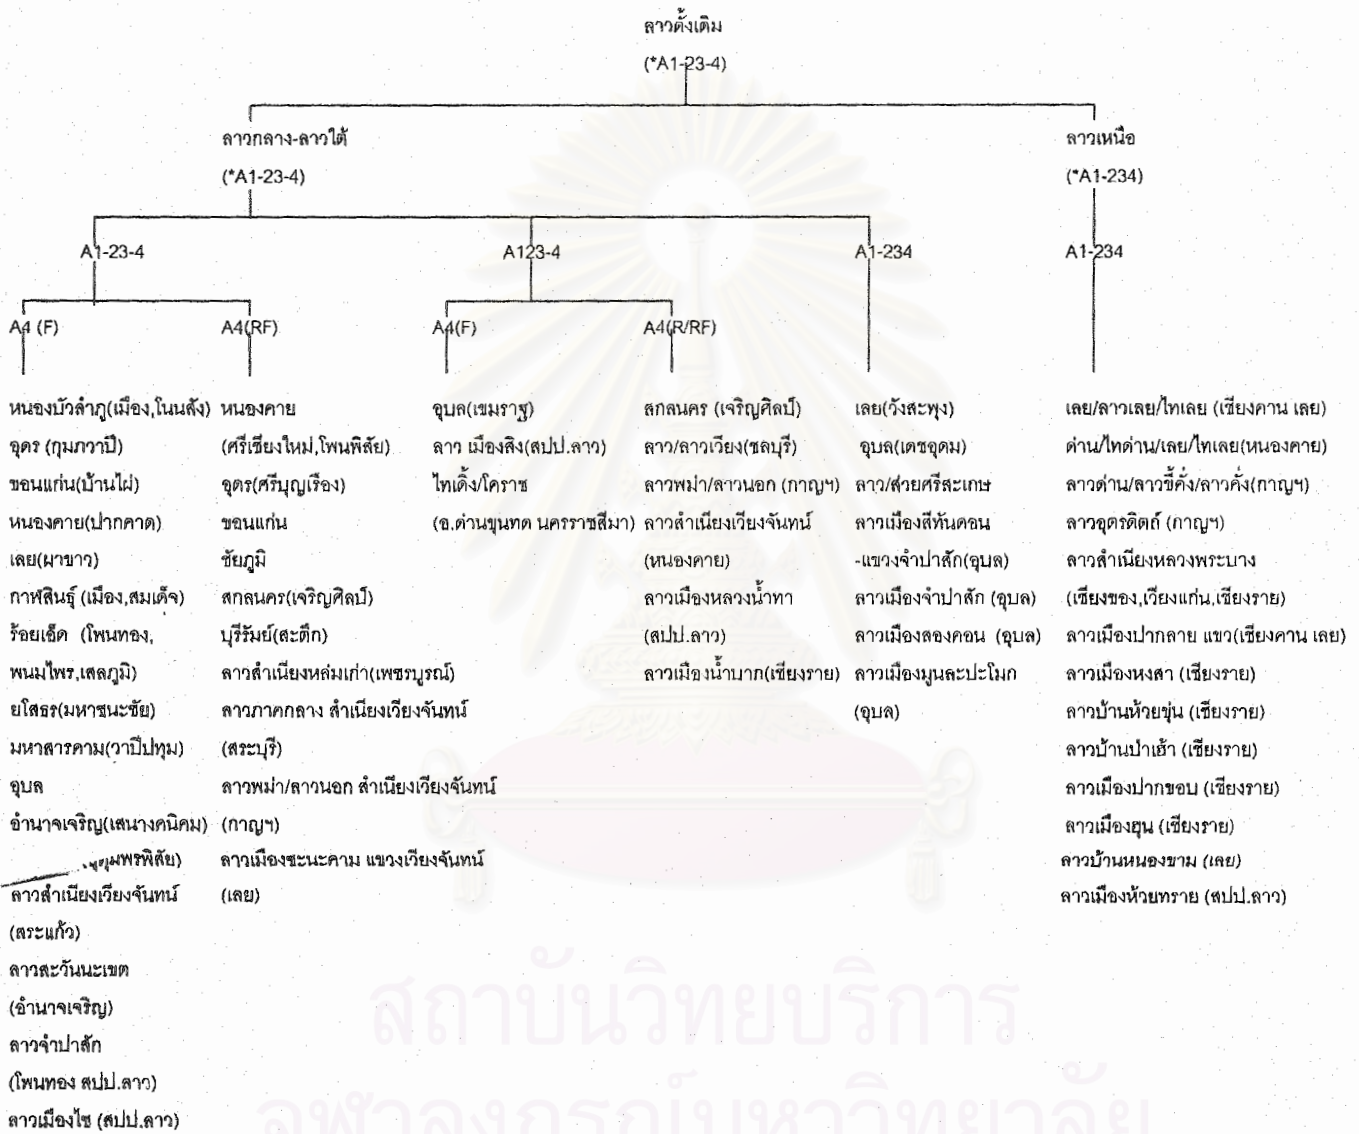 ลาวดั้งเดิม
(*A1-23-4)
ลาวกลาง-ลาวใต้
(*A1-23-4)
ลาวเหนือ
(*A1-234)
A1-23-4
A123-4
A1-234
A1-234
A4 (F)
A4(RF)
A4(F)
A4(R/RF)
หนองบัวลำภู(เมือง,โนนสัง)
อุดร (กุมภวาปี)
ขอนแก่น(บ้านไผ่)
หนองคาย(ปากคาด)
เลย(ผาขาว)
กาฬสินธุ์ (เมือง,สมเด็จ)
ร้อยเอ็ด (โพนทอง,
พนมไพร,เสลภูมิ)
ยโสธร(มหาชนะชัย)
มหาสารคาม(วาปีปทุม)
อุบล
อำนาจเจริญ(เสนางคนิคม)
พรพิสัย)
ลาวสำเนียงเวียงจันทน์
(สระแก้ว)
ลาวสะวันนะเขต
(อำนาจเจริญ)
ลาวจำปาสัก
(โพนทอง สปป.ลาว)
ลาวเมืองไซ (สปป.ลาว)
หนองคาย
(ศรีเชียงใหม่,โพนพิสัย)
อุดร(ศรีบุญเรือง)
ขอนแก่น
ชัยภูมิ
สกลนคร(เจริญศิลป์)
บุรีรัมย์(สะตึก)
ลาวสำเนียงหล่มเก่า(เพชรบูรณ์)
ลาวภาคกลาง สำเนียงเวียงจันทน์
(สระบุรี)
ลาวพม่า/ลาวนอก สำเนียงเวียงจันทน์
(กาญฯ)
ลาวเมืองชะนะคาม แขวงเวียงจันทน์
(เลย)
อุบล(เขมราฐ)
ลาว เมืองสิง(สปป.ลาว)
ไทเดิ้ง/โคราช
(อ.ด่านขุนทด นครราชสีมา)
สกลนคร (เจริญศิลป์)
ลาว/ลาวเวียง(ชลบุรี)
ลาวพม่า/ลาวนอก (กาญฯ)
ลาวสำเนียงเวียงจันทน์
(หนองคาย)
ลาวเมืองหลวงน้ำทา
(สปป.ลาว)
ลาวเมืองน้ำบาก(เชียงราย)
เลย(วังสะพุง)
อุบล(เดชอุดม)
ลาว/ส่วยศรีสะเกษ
ลาวเมืองสีทันดอน
-แขวงจำปาสัก(อุบล)
ลาวเมืองจำปาสัก (อุบล)
ลาวเมืองสองคอน (อุบล)
ลาวเมืองมูนละปะโมก
(อุบล)
เลย/ลาวเลย/ไทเลย (เชียงคาน เลย)
ด่าน/ไทด่าน/เลย/ไทเลย(หนองคาย)
ลาวด่าน/ลาวขี้คั่ง/ลาวคั่ง(กาญฯ)
ลาวอุตรดิตถ์ (กาญฯ)
ลาวสำเนียงหลวงพระบาง
(เชียงของ,เวียงแก่น,เชียงราย)
ลาวเมืองปากลาย แขว(เชียงคาน เลย)
ลาวเมืองหงสา (เชียงราย)
ลาวบ้านห้วยขุ่น (เชียงราย)
ลาวบ้านป่าเฮ้า (เชียงราย)
ลาวเมืองปากขอบ (เชียงราย)
ลาวเมืองฮุน (เชียงราย)
ลาวบ้านหนองขาม (เลย)
ลาวเมืองห้วยทราย (สปป.ลาว)
สถาบันวิทยบริการ
จุฬาลงกรณ์มหาวิทยาลัย